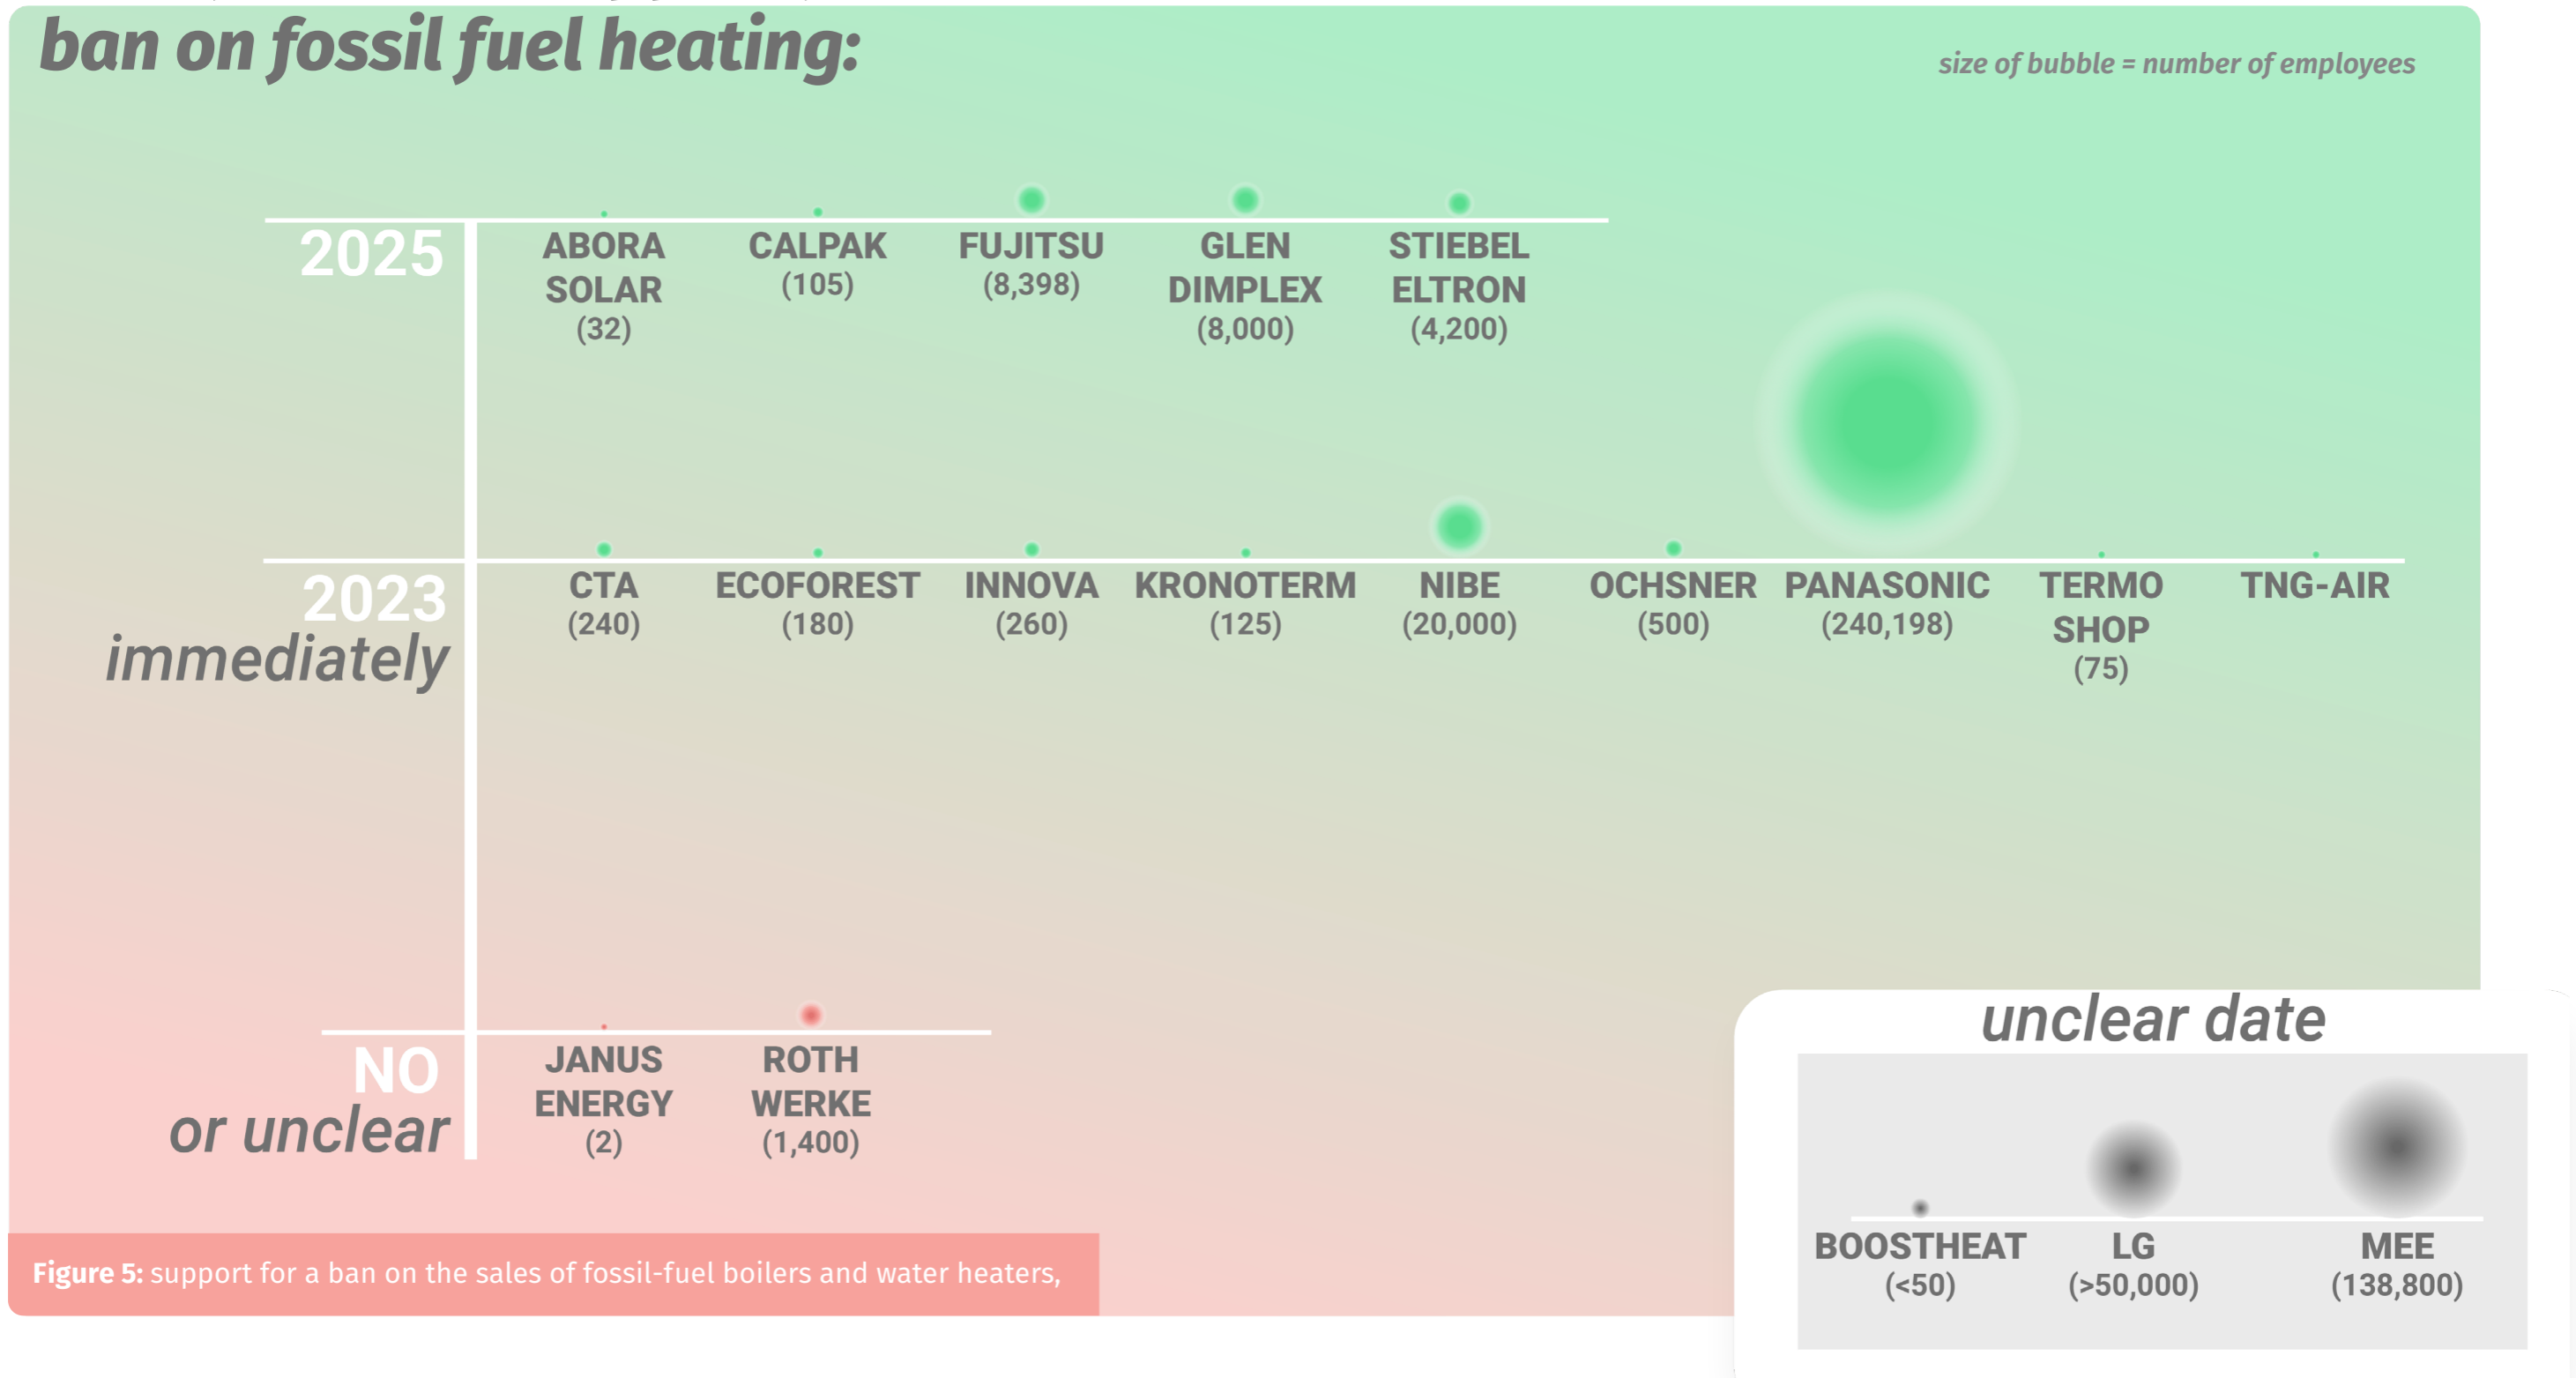 ban on fossil fuel heating:
size of bubble = number of employees
2025
ABORA
SOLAR
(32)
CALPAK
(105)
FUJITSU
(8,398)
GLEN
DIMPLEX
(8,000)
STIEBEL
ELTRON
(4,200)
2023
immediately
CTA
(240)
ECOFOREST
(180)
INNOVA
(260)
KRONOTERM
(125)
NIBE
(20,000)
OCHSNER
(500)
PANASONIC
(240,198)
TERMO
SHOP
(75)
TNG-AIR
NO
or unclear
JANUS
ENERGY
(2)
ROTH
WERKE
(1,400)
unclear date
BOOSTHEAT
(<50)
LG
(>50,000)
MEE
(138,800)
Figure 5: support for a ban on the sales of fossil-fuel boilers and water heaters,